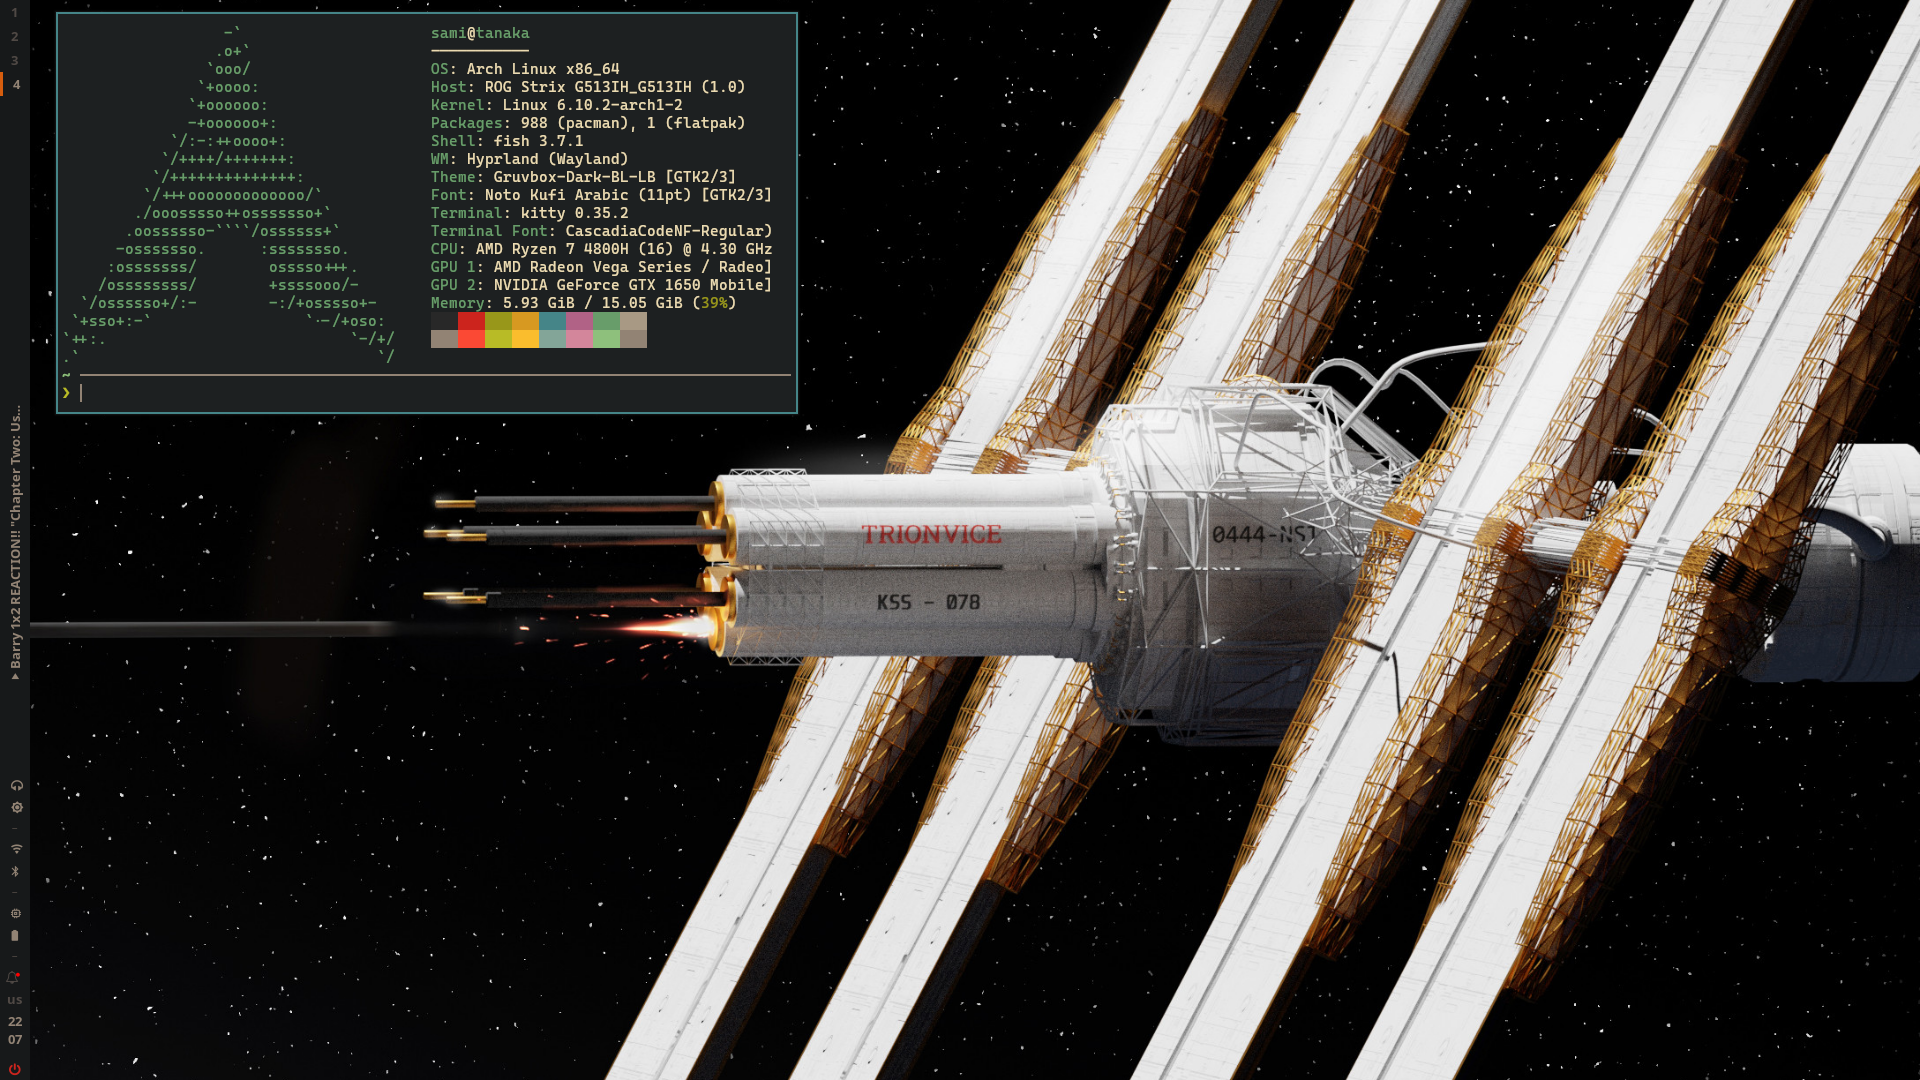 1
2
3
4
▶ Barry 1x2 REACTION!! "Chapter Two: Us...
us
22
07
sami@tanaka
OS: Arch Linux x86_64
Host: ROG Strix G513IH_G513IH (1.0)
Kernel: Linux 6.10.2-arch1-2
Packages: 988 (pacman), 1 (flatpak)
Shell: fish 3.7.1
WM: Hyprland (Wayland)
Theme: Gruvbox-Dark-BL-LB [GTK2/3]
Font: Noto Kufi Arabic (11pt) [GTK2/3]
Terminal: kitty 0.35.2
Terminal Font: CascadiaCodeNF-Regular)
CPU: AMD Ryzen 7 4800H (16) @ 4.30 GHz
GPU 1: AMD Radeon Vega Series / Radeo]
GPU 2: NVIDIA GeForce GTX 1650 Mobile]
Memory: 5.93 GiB / 15.05 GiB (39%)
~
❯
TRIONVICE
KSS - 078
0444-NST